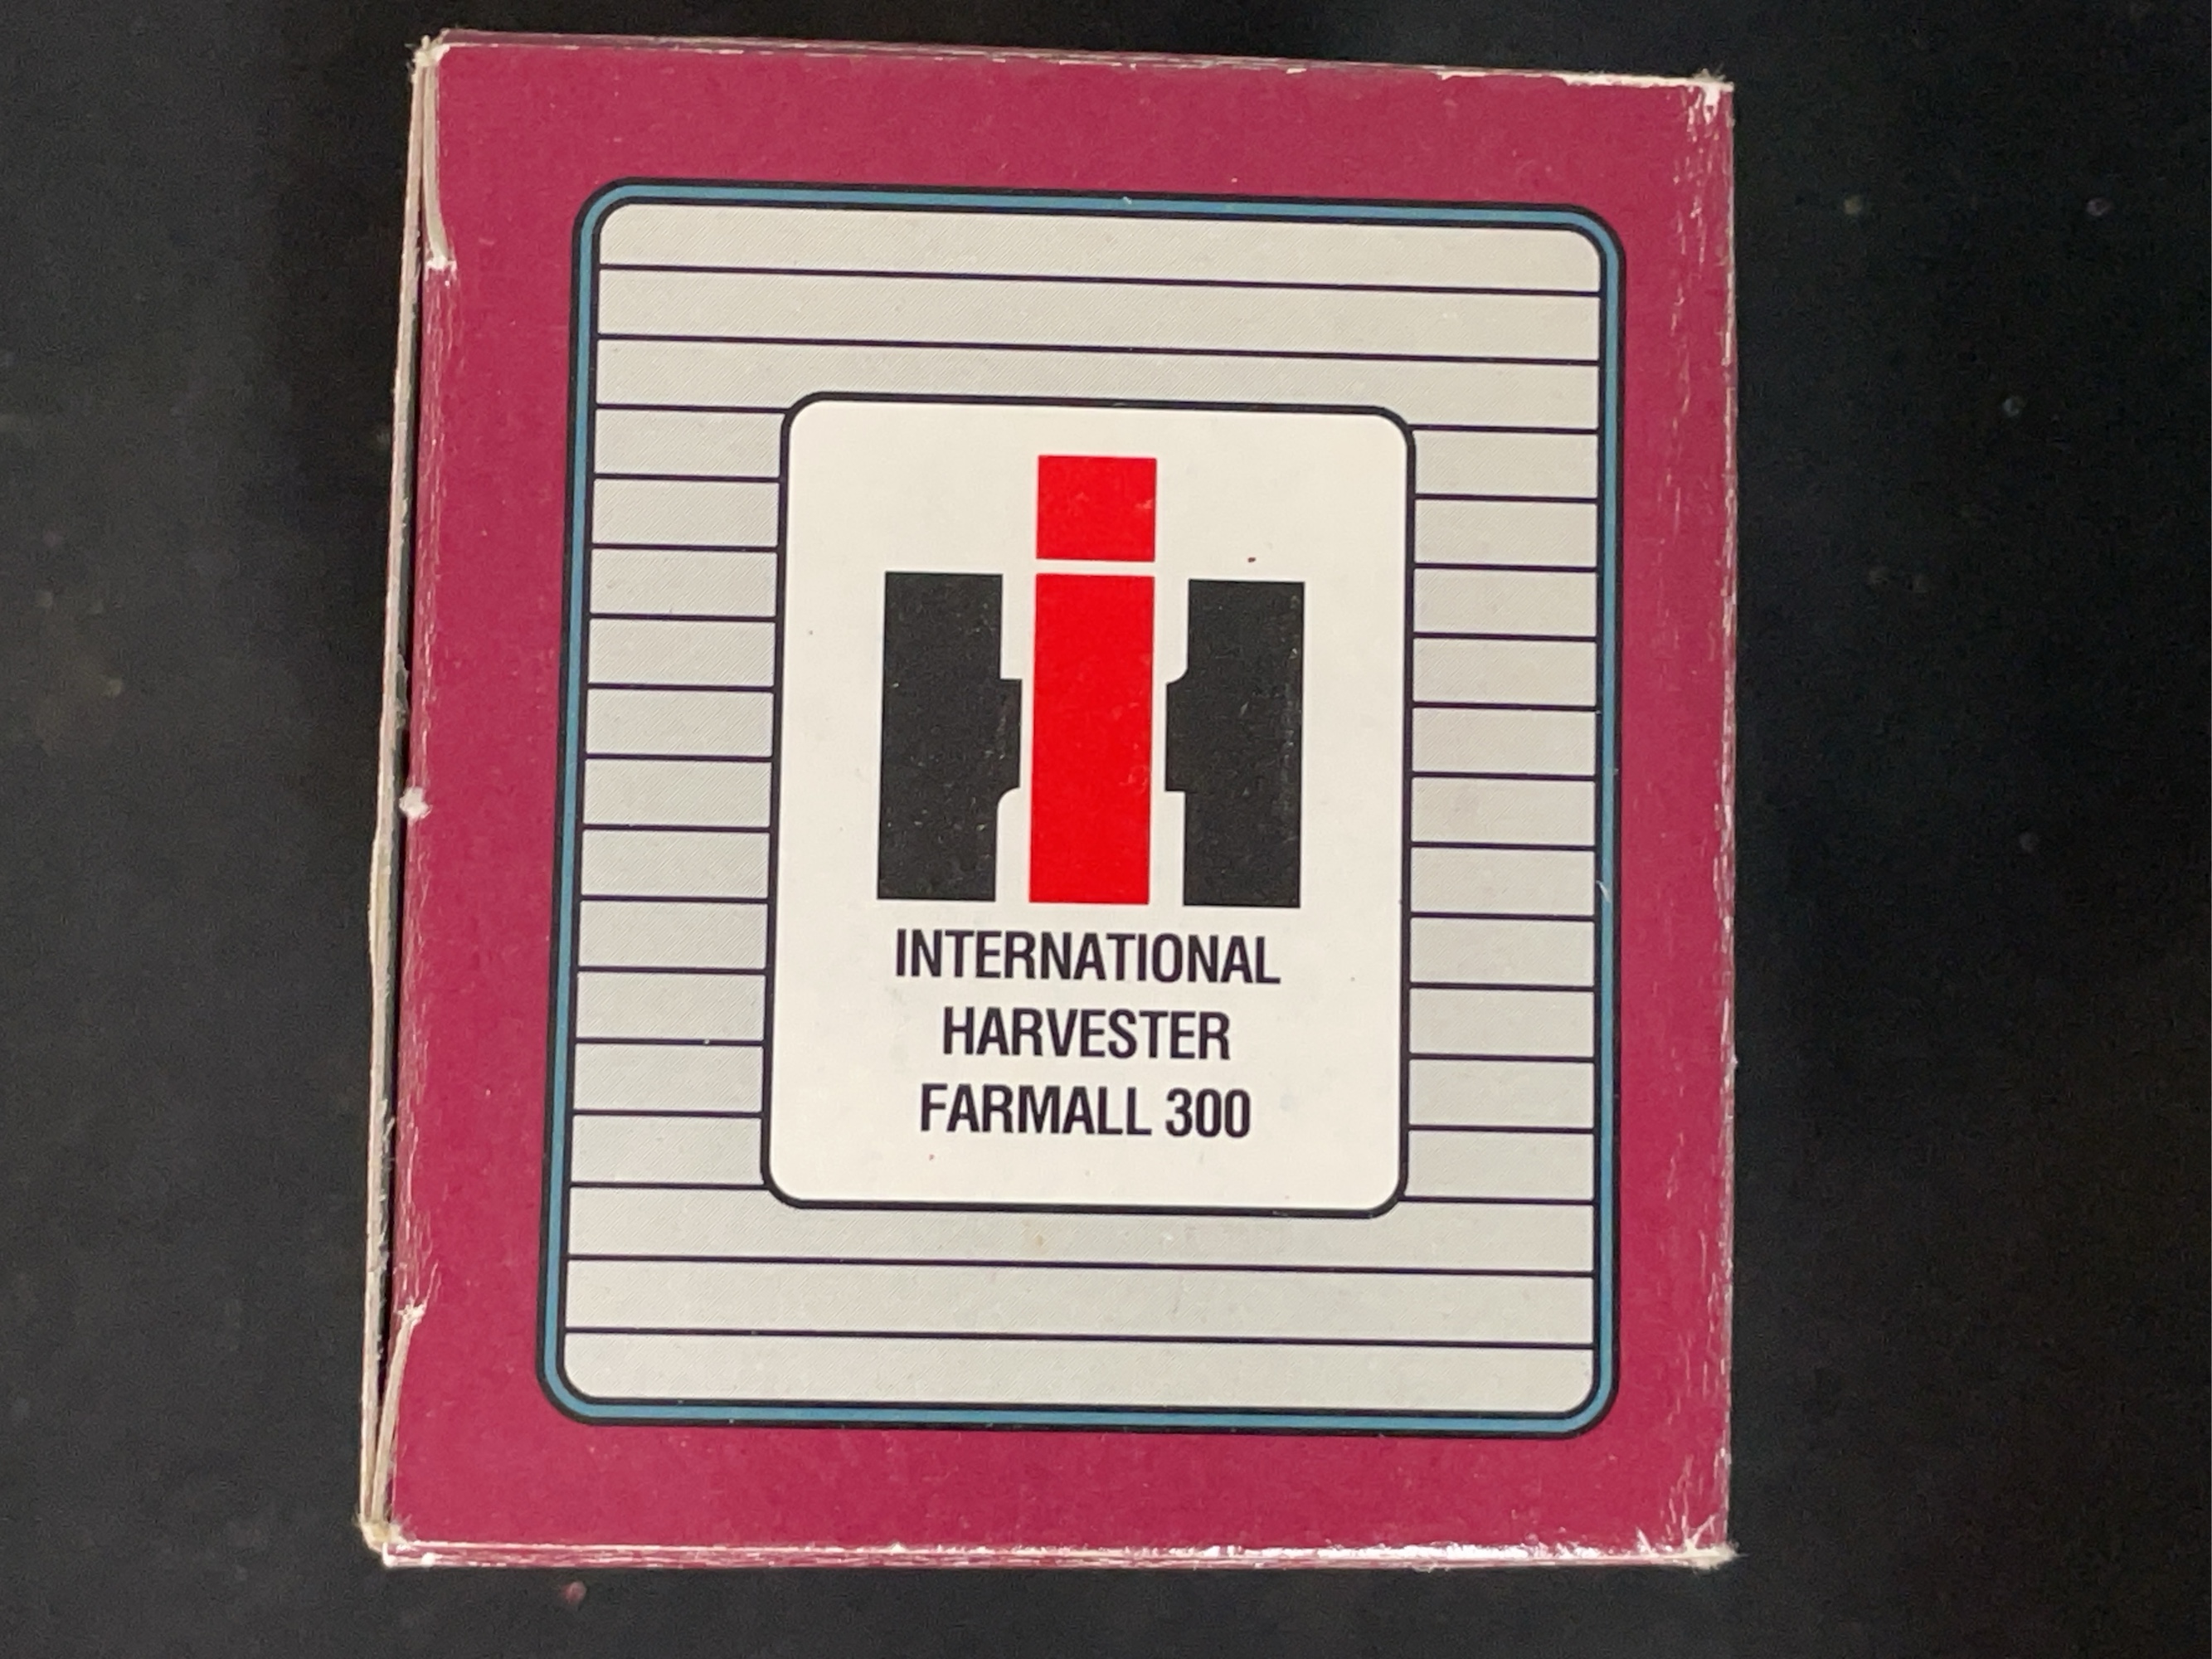 INTERNATIONAL
HARVESTER
FARMALL 300